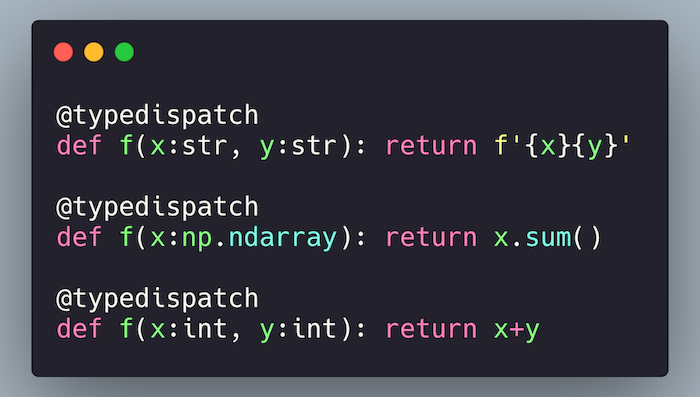 @typedispatch
def f(x:str, y:str): return f'{x}{y}'
@typedispatch
def f(x:np.ndarray): return x.sum()
@typedispatch
def f(x:int, y:int): return x+y